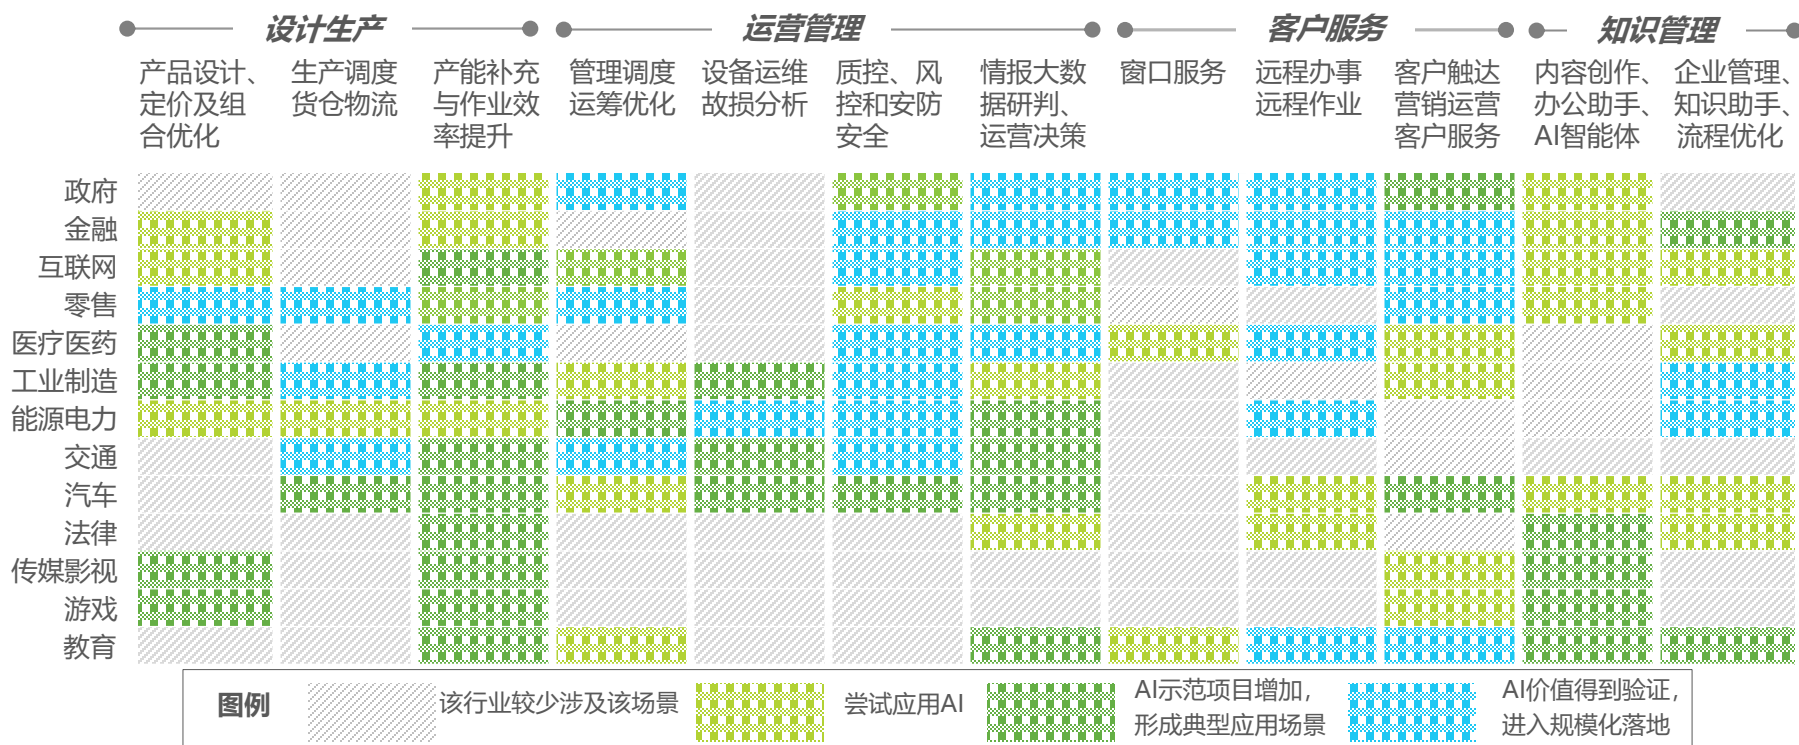 设计生产
运营管理
客户服务
知识管理
产品设计、
定价及组
合优化
生产调度
货仓物流
产能补充
与作业效
率提升
管理调度
运筹优化
设备运维
故损分析
质控、风
控和安防
安全
情报大数
据研判、
运营决策
窗口服务
远程办事
远程作业
客户触达
营销运营
客户服务
内容创作、
办公助手、
AI智能体
企业管理、
知识助手、
流程优化
政府
金融
互联网
零售
医疗医药
工业制造
能源电力
交通
汽车
法律
传媒影视
游戏
教育
图例
该行业较少涉及该场景
尝试应用AI
AI示范项目增加,
形成典型应用场景
AI价值得到验证,
进入规模化落地